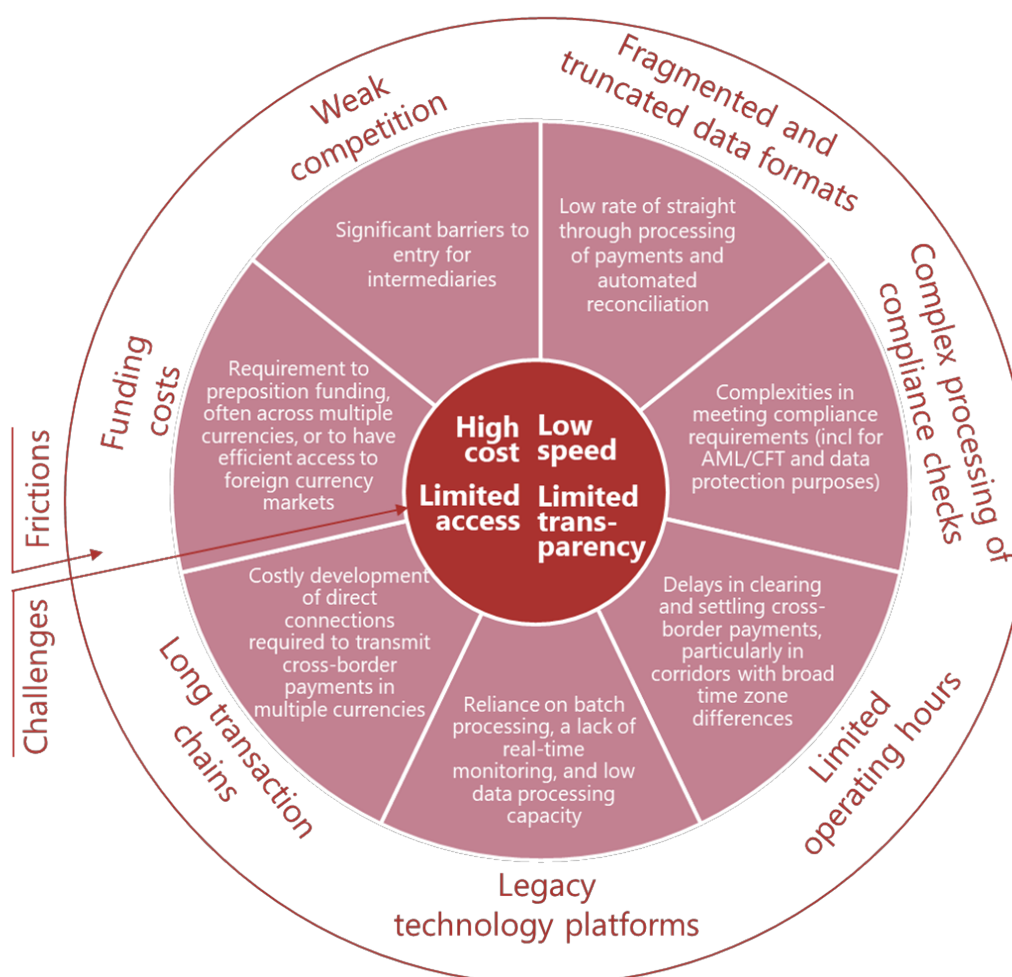 Weak
competition
Fragmented and
truncated data formats
Complex processing of
compliance checks
Limited
operating hours
Legacy
technology platforms
Long transaction
chains
Funding
costs
Frictions
Challenges
Significant barriers to
entry for
intermediaries
Low rate of straight
through processing
of payments and
automated
reconciliation
Complexities in
meeting compliance
requirements (incl for
AML/CFT and data
protection purposes)
Delays in clearing
and settling cross-
border payments,
particularly in
corridors with broad
time zone
differences
Reliance on batch
processing, a lack of
real-time
monitoring, and low
data processing
capacity
Costly development
of direct
connections
required to transmit
cross-border
payments in
multiple currencies
Requirement to
preposition funding,
often across multiple
currencies, or to have
efficient access to
foreign currency
markets
High
cost
Low
speed
Limited
access
Limited
trans-
parency